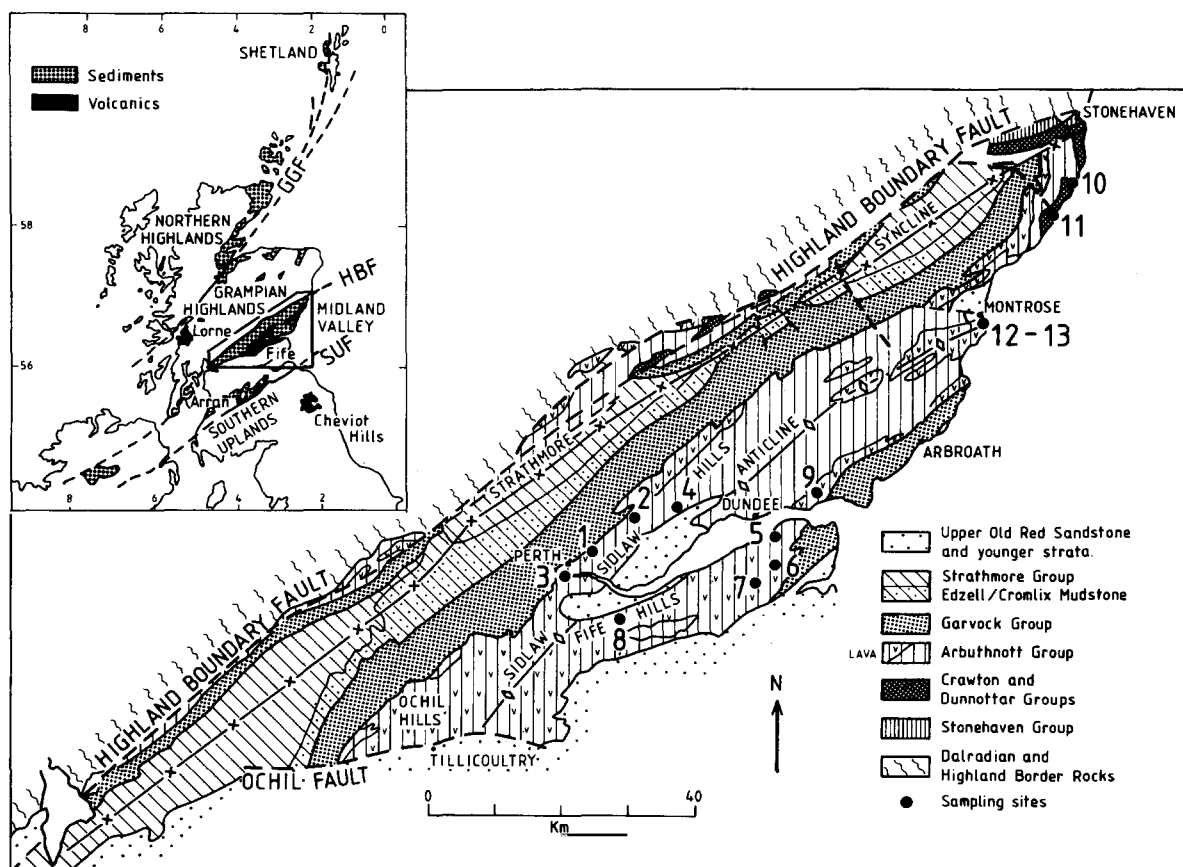 8
6
4
2
0
SHETLAND
Sediments
Volcanics
GGF
58
NORTHERN
HIGHLANDS
GRAMPIAN
HIGHLANDS
HBF
MIDLAND
VALLEY
Lorne
Fife
SUF
56
Arran
SOUTHERN
UPLANDS
Cheviot
Hills
8
6
4
2
STONEHAVEN
HIGHLAND BOUNDARY FAULT
10
11
SYNCLINE
MONTROSE
12-13
STRATHMORE
HILLS
ANTICLINE
ARBROATH
9
2
4
DUNDEE
1
SIDLAW
5
PERTH
3
6
7
SIDLAW
FIFE HILLS
8
HIGHLAND BOUNDARY FAULT
OCHIL
HILLS
OCHIL FAULT
TILLICOULTRY
N
0
40
Km
Upper Old Red Sandstone
and younger strata.
Strathmore Group
Edzell/Cromlix Mudstone
Garvock Group
LAVA
Arbuthnott Group
Crawton and
Dunnottar Groups
Stonehaven Group
Dalradian and
Highland Border Rocks
Sampling sites